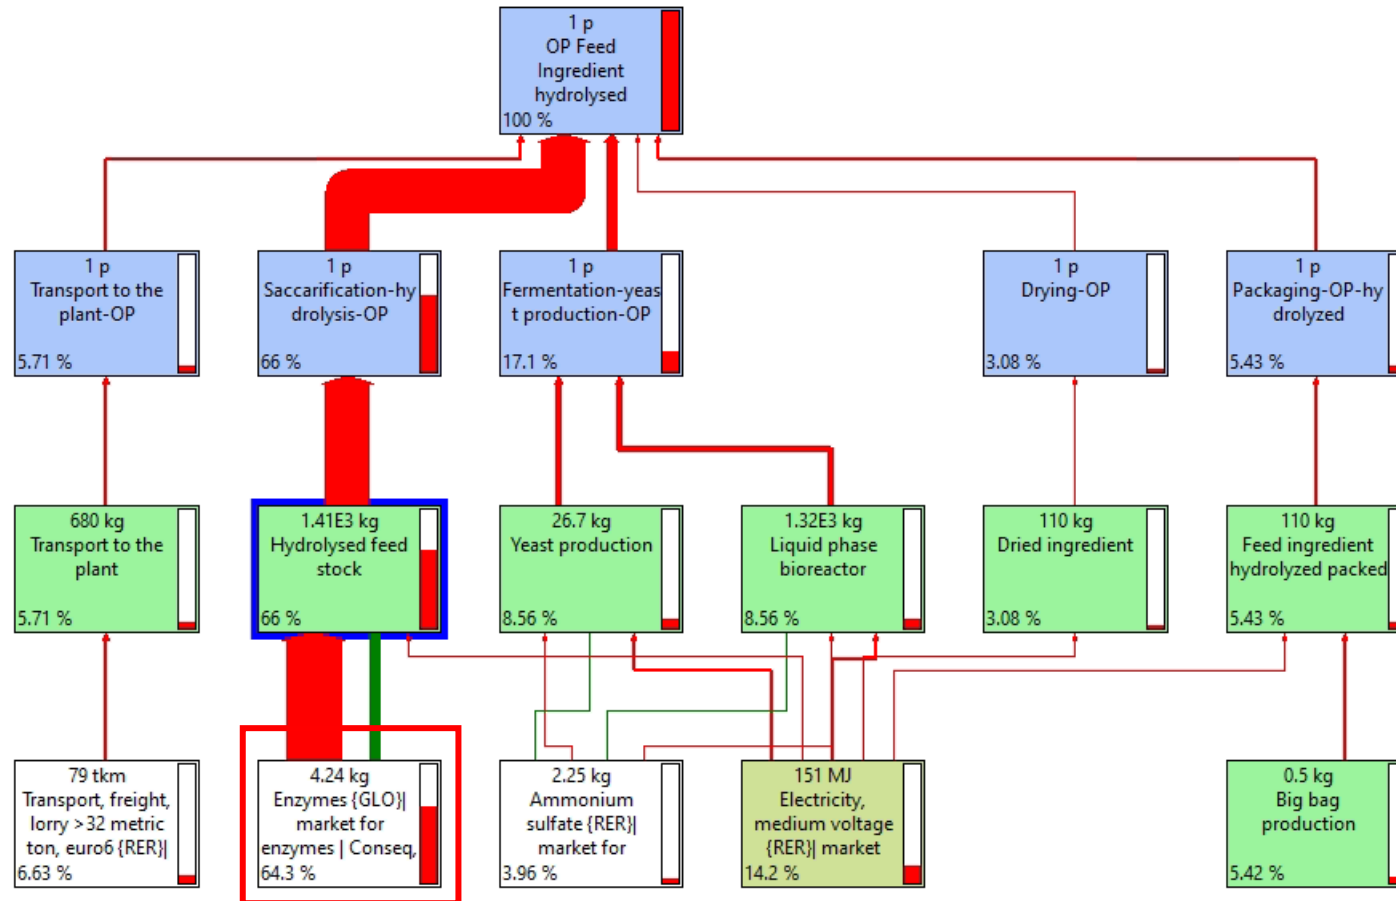 1 p
OP Feed
Ingredient
hydrolysed
100 %
1 p
Transport to the
plant-OP
5.71 %
1 p
Saccarification-hy
drolysis-OP
66 %
1 p
Fermentation-yeas
t production-OP
17.1 %
1 p
Drying-OP
3.08 %
1 p
Packaging-OP-hy
drolyzed
5.43 %
680 kg
Transport to the
plant
5.71 %
1.41E3 kg
Hydrolysed feed
stock
66 %
26.7 kg
Yeast production
8.56 %
1.32E3 kg
Liquid phase
bioreactor
8.56 %
110 kg
Dried ingredient
3.08 %
110 kg
Feed ingredient
hydrolyzed packed
5.43 %
79 tkm
Transport, freight,
lorry >32 metric
ton, euro6 {RER}|
6.63 %
4.24 kg
Enzymes {GLO}|
market for
enzymes | Conseq,
64.3 %
2.25 kg
Ammonium
sulfate {RER}|
market for
3.96 %
151 MJ
Electricity,
medium voltage
{RER}| market
14.2 %
0.5 kg
Big bag
production
5.42 %